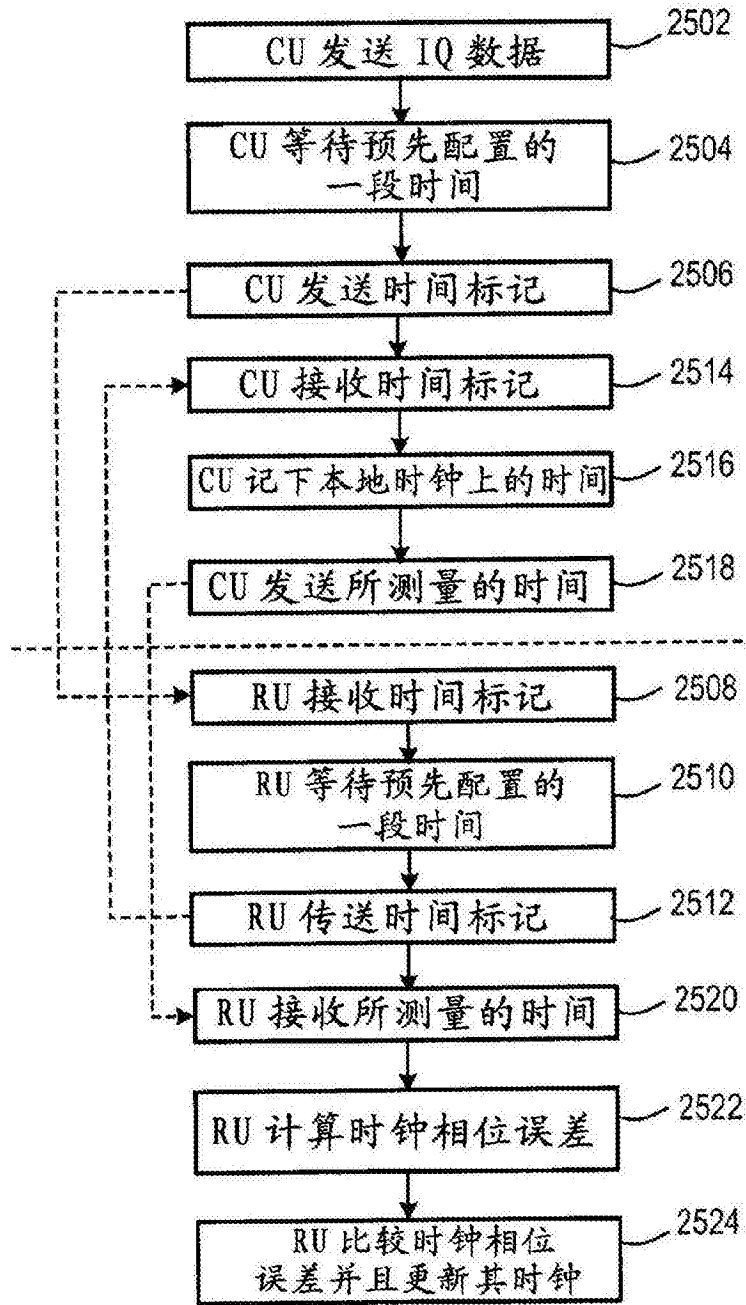 CU 发送 IQ 数据
2502
CU 等待预先配置的
一段时间
2504
CU 发送时间标记
2506
CU 接收时间标记
2514
CU 记下本地时钟上的时间
2516
CU 发送所测量的时间
2518
RU 接收时间标记
2508
RU 等待预先配置的
一段时间
2510
RU 传送时间标记
2512
RU 接收所测量的时间
2520
RU 计算时钟相位误差
2522
RU 比较时钟相位
误差并且更新其时钟
2524